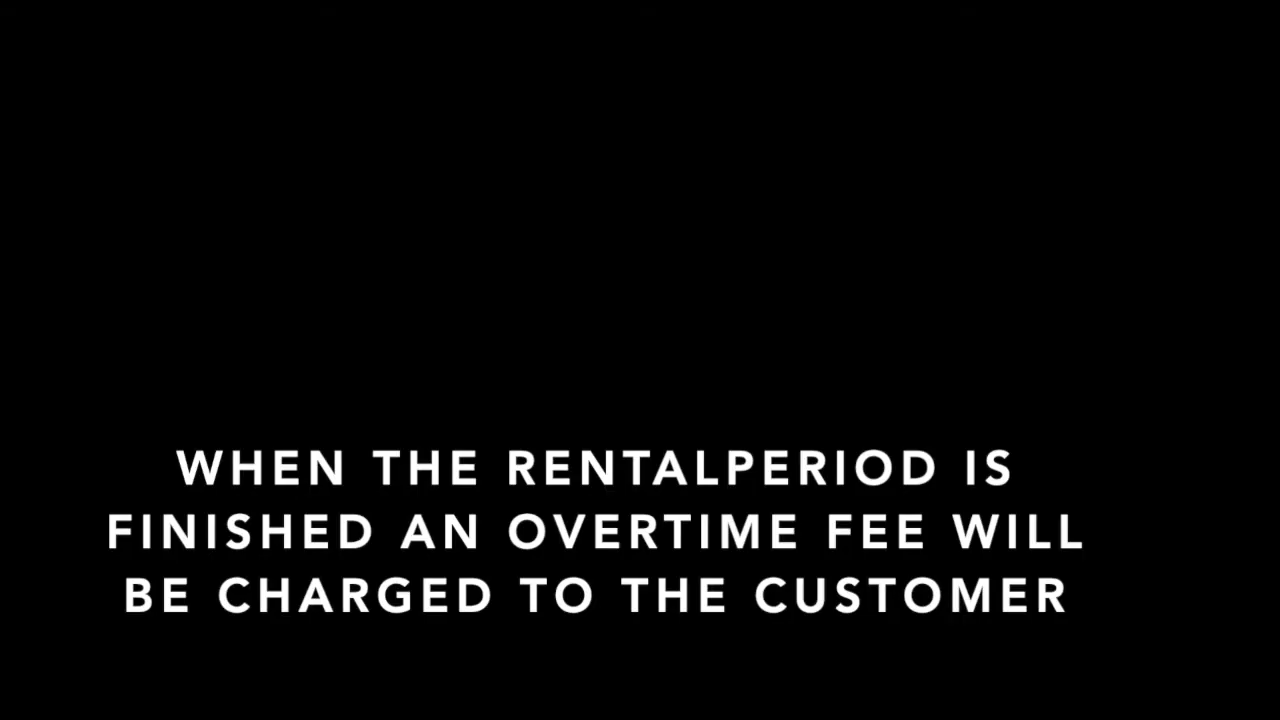 WHEN THE RENTALPERIOD IS
FINISHED AN OVERTIME FEE WILL
BE CHARGED TO THE CUSTOMER